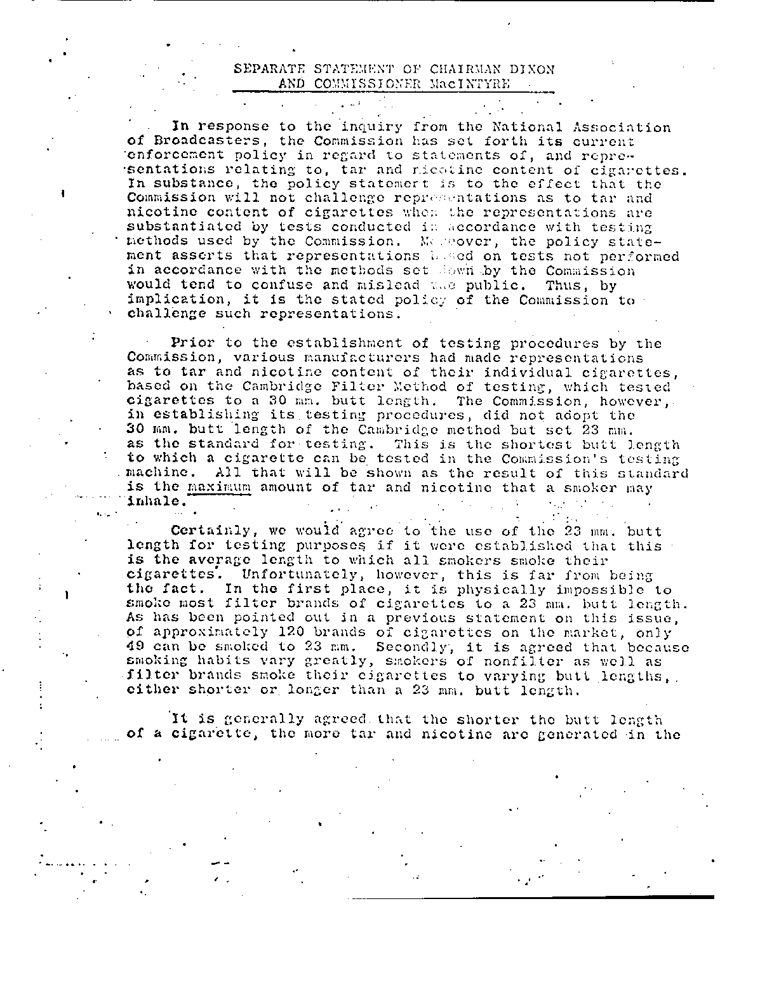 SEPARATE STATEMENT OF CHAIRMAN DIXON
AND COMMISSIONER MacINTYRE
In response to the inquiry from the National Association
of Broadcasters, the Commission has set forth its current
enforcement policy in regard to statements of, and repre-
sentations relating to, tar and nicotine content of cigarettes.
In substance, the policy statement is to the effect that the
Commission will not challenge representations as to tar and
nicotine content of cigarettes when the representations are
substantiated by tests conducted in accordance with testing
methods used by the Commission. Moreover, the policy state-
ment asserts that representations based on tests not performed
in accordance with the methods set down by the Commission
would tend to confuse and mislead the public. Thus, by
implication, it is the stated policy of the Commission to
challenge such representations.
Prior to the establishment of testing procedures by the
Commission, various manufacturers had made representations
as to tar and nicotine content of their individual cigarettes,
based on the Cambridge Filter Method of testing, which tested
cigarettes to a 30 mm. butt length. The Commission, however,
in establishing its testing procedures, did not adopt the
30 mm. butt length of the Cambridge method but set 23 mm.
as the standard for testing. This is the shortest butt length
to which a cigarette can be tested in the Commission's testing
machine. All that will be shown as the result of this standard
is the maximum amount of tar and nicotine that a smoker may
inhale.
Certainly, we would agree to the use of the 23 mm. butt
length for testing purposes if it were established that this
is the average length to which all smokers smoke their
cigarettes. Unfortunately, however, this is far from being
the fact. In the first place, it is physically impossible to
smoke most filter brands of cigarettes to a 23 mm. butt length.
As has been pointed out in a previous statement on this issue,
of approximately 120 brands of cigarettes on the market, only
49 can be smoked to 23 mm. Secondly, it is agreed that because
smoking habits vary greatly, smokers of nonfilter as well as
filter brands smoke their cigarettes to varying butt lengths,
either shorter or longer than a 23 mm. butt length.
It is generally agreed that the shorter the butt length
of a cigarette, the more tar and nicotine are generated in the